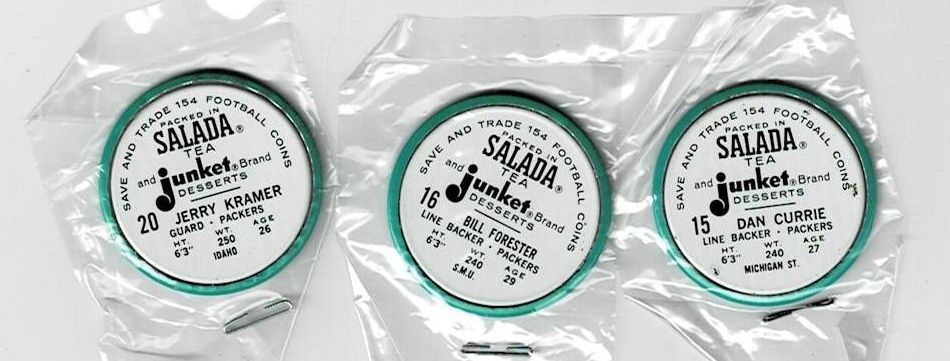 SAVE AND TRADE 154 FOOTBALL COINS
PACKED IN
SALADA®
TEA
and junket® Brand
DESSERTS
20 JERRY KRAMER
GUARD · PACKERS
HT. WT. AGE
6'3" 250 26
IDAHO
SAVE AND TRADE 154 FOOTBALL COINS
PACKED IN
SALADA®
TEA
and junket® Brand
DESSERTS
16 BILL FORESTER
LINE BACKER · PACKERS
HT. WT. AGE
6'3" 240 29
S.M.U.
SAVE AND TRADE 154 FOOTBALL COINS
PACKED IN
SALADA®
TEA
and junket® Brand
DESSERTS
15 DAN CURRIE
LINE BACKER · PACKERS
HT. WT. AGE
6'3" 240 27
MICHIGAN ST.